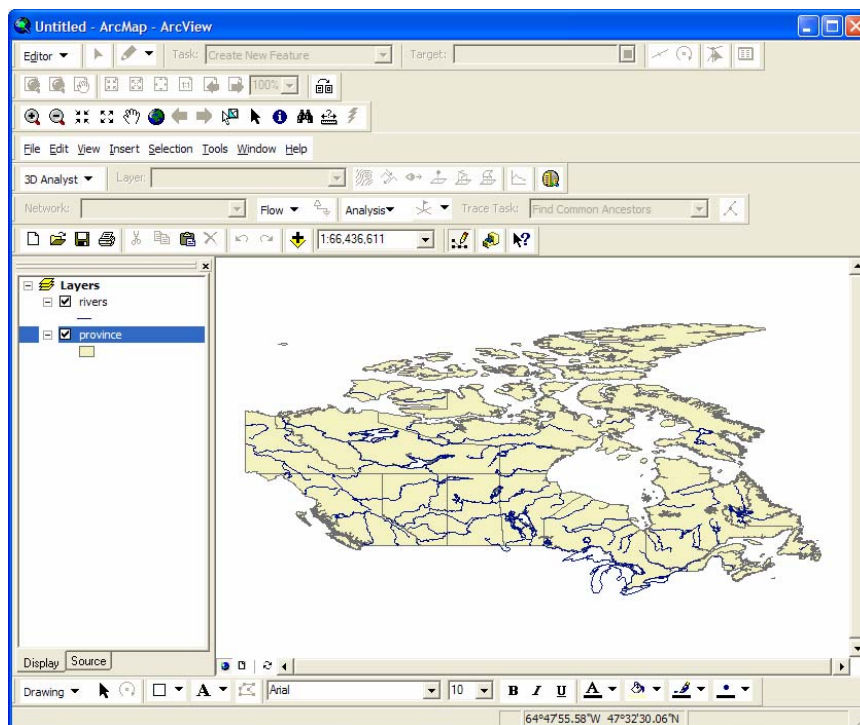 Untitled - ArcMap - ArcView
Editor Task: Create New Feature Target:
1:1 100%
File Edit View Insert Selection Tools Window Help
3D Analyst Layer:
Network: Flow Analysis Trace Task: Find Common Ancestors
1:66,436,611
Layers
rivers
province
Display Source
Drawing A Arial 10 B I U A
64°47'55.58"W 47°32'30.06"N